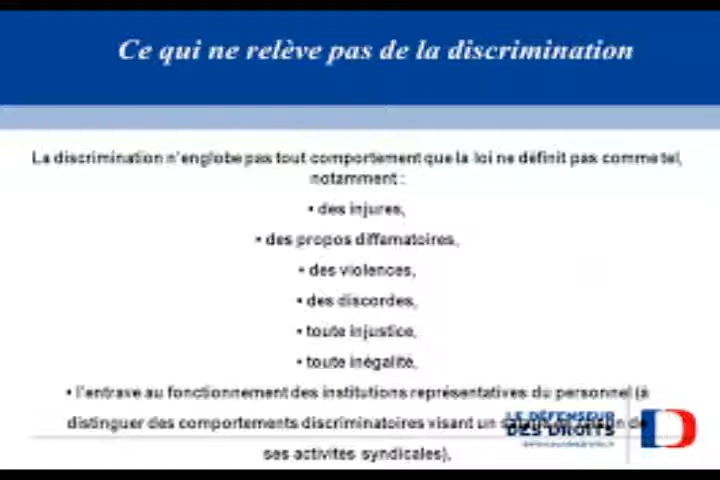 Ce qui ne relève pas de la discrimination
La discrimination n'englobe pas tout comportement que la loi ne définit pas comme tel,
notamment :
• des injures,
• des propos diffamatoires,
• des violences,
• des discordes,
• toute injustice,
• toute inégalité,
• l'entrave au fonctionnement des institutions représentatives du personnel (à
distinguer des comportements discriminatoires visant un
ses activités syndicales),
LE DÉFENSEUR
DES DROITS